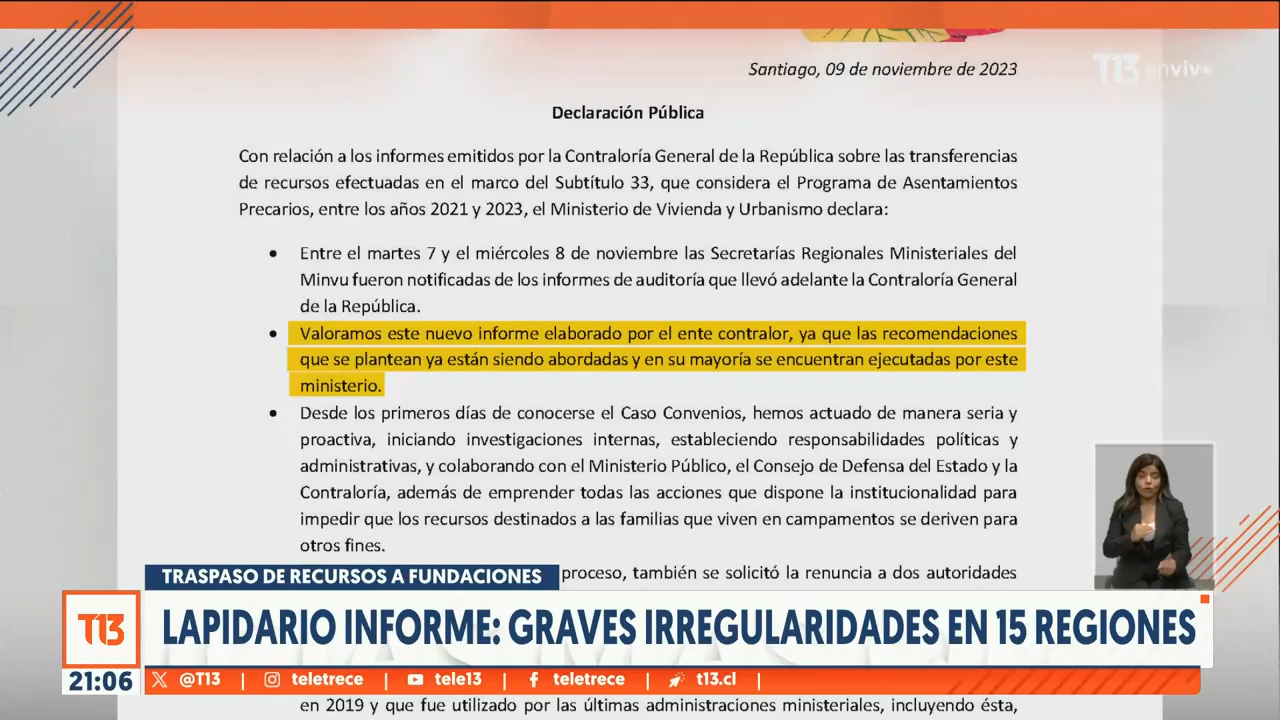 Santiago, 09 de noviembre de 2023
T13 envivo
Declaración Pública
Con relación a los informes emitidos por la Contraloría General de la República sobre las transferencias
de recursos efectuadas en el marco del Subtítulo 33, que considera el Programa de Asentamientos
Precarios, entre los años 2021 y 2023, el Ministerio de Vivienda y Urbanismo declara:
• Entre el martes 7 y el miércoles 8 de noviembre las Secretarías Regionales Ministeriales del
Minvu fueron notificadas de los informes de auditoría que llevó adelante la Contraloría General
de la República.
• Valoramos este nuevo informe elaborado por el ente contralor, ya que las recomendaciones
que se plantean ya están siendo abordadas y en su mayoría se encuentran ejecutadas por este
ministerio.
• Desde los primeros días de conocerse el Caso Convenios, hemos actuado de manera seria y
proactiva, iniciando investigaciones internas, estableciendo responsabilidades políticas y
administrativas, y colaborando con el Ministerio Público, el Consejo de Defensa del Estado y la
Contraloría, además de emprender todas las acciones que dispone la institucionalidad para
impedir que los recursos destinados a las familias que viven en campamentos se deriven para
otros fines.
proceso, también se solicitó la renuncia a dos autoridades
TRASPASO DE RECURSOS A FUNDACIONES
T13
LAPIDARIO INFORME: GRAVES IRREGULARIDADES EN 15 REGIONES
21:06
@T13 | teletrece | tele13 | teletrece | t13.cl |
en 2019 y que fue utilizado por las últimas administraciones ministeriales, incluyendo ésta,